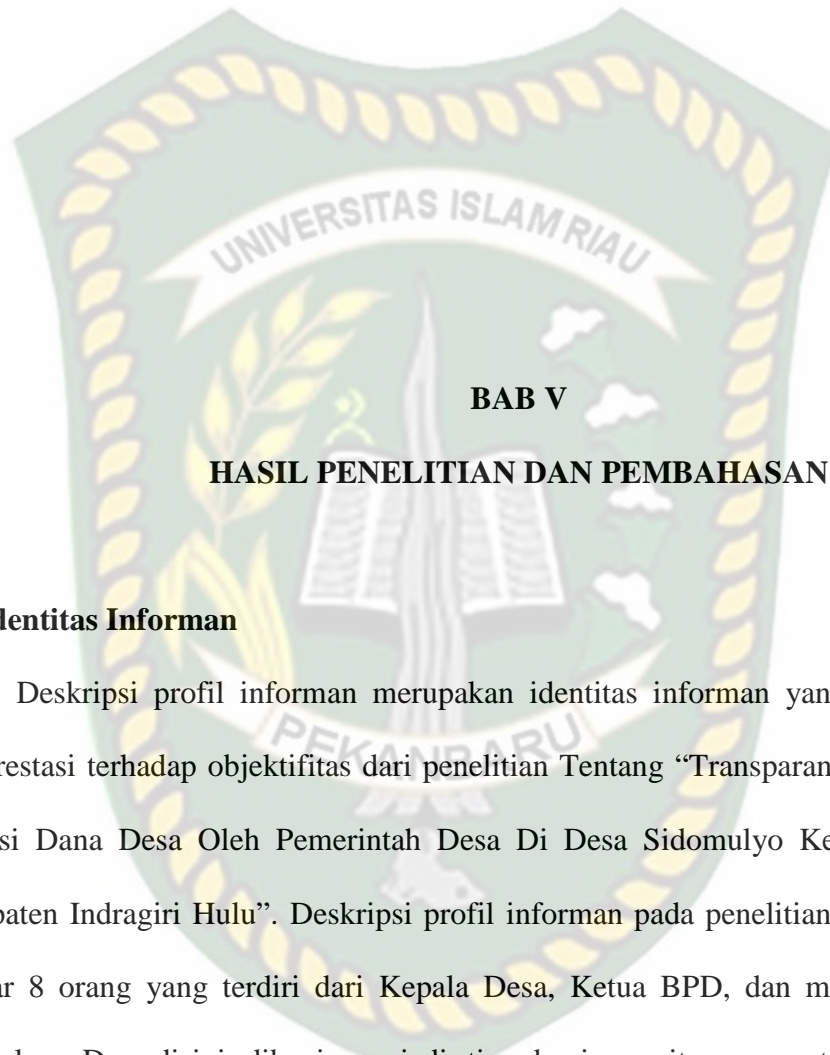 UNIVERSITAS ISLAM RIAU
BAB V
HASIL PENELITIAN DAN PEMBAHASAN
dentitas Informan
Deskripsi profil informan merupakan identitas informan yan
restasi terhadap objektifitas dari penelitian Tentang “Transparan
si Dana Desa Oleh Pemerintah Desa Di Desa Sidomulyo Ke
paten Indragiri Hulu”. Deskripsi profil informan pada penelitian
PEKANBARU
ar 8 orang yang terdiri dari Kepala Desa, Ketua BPD, dan m